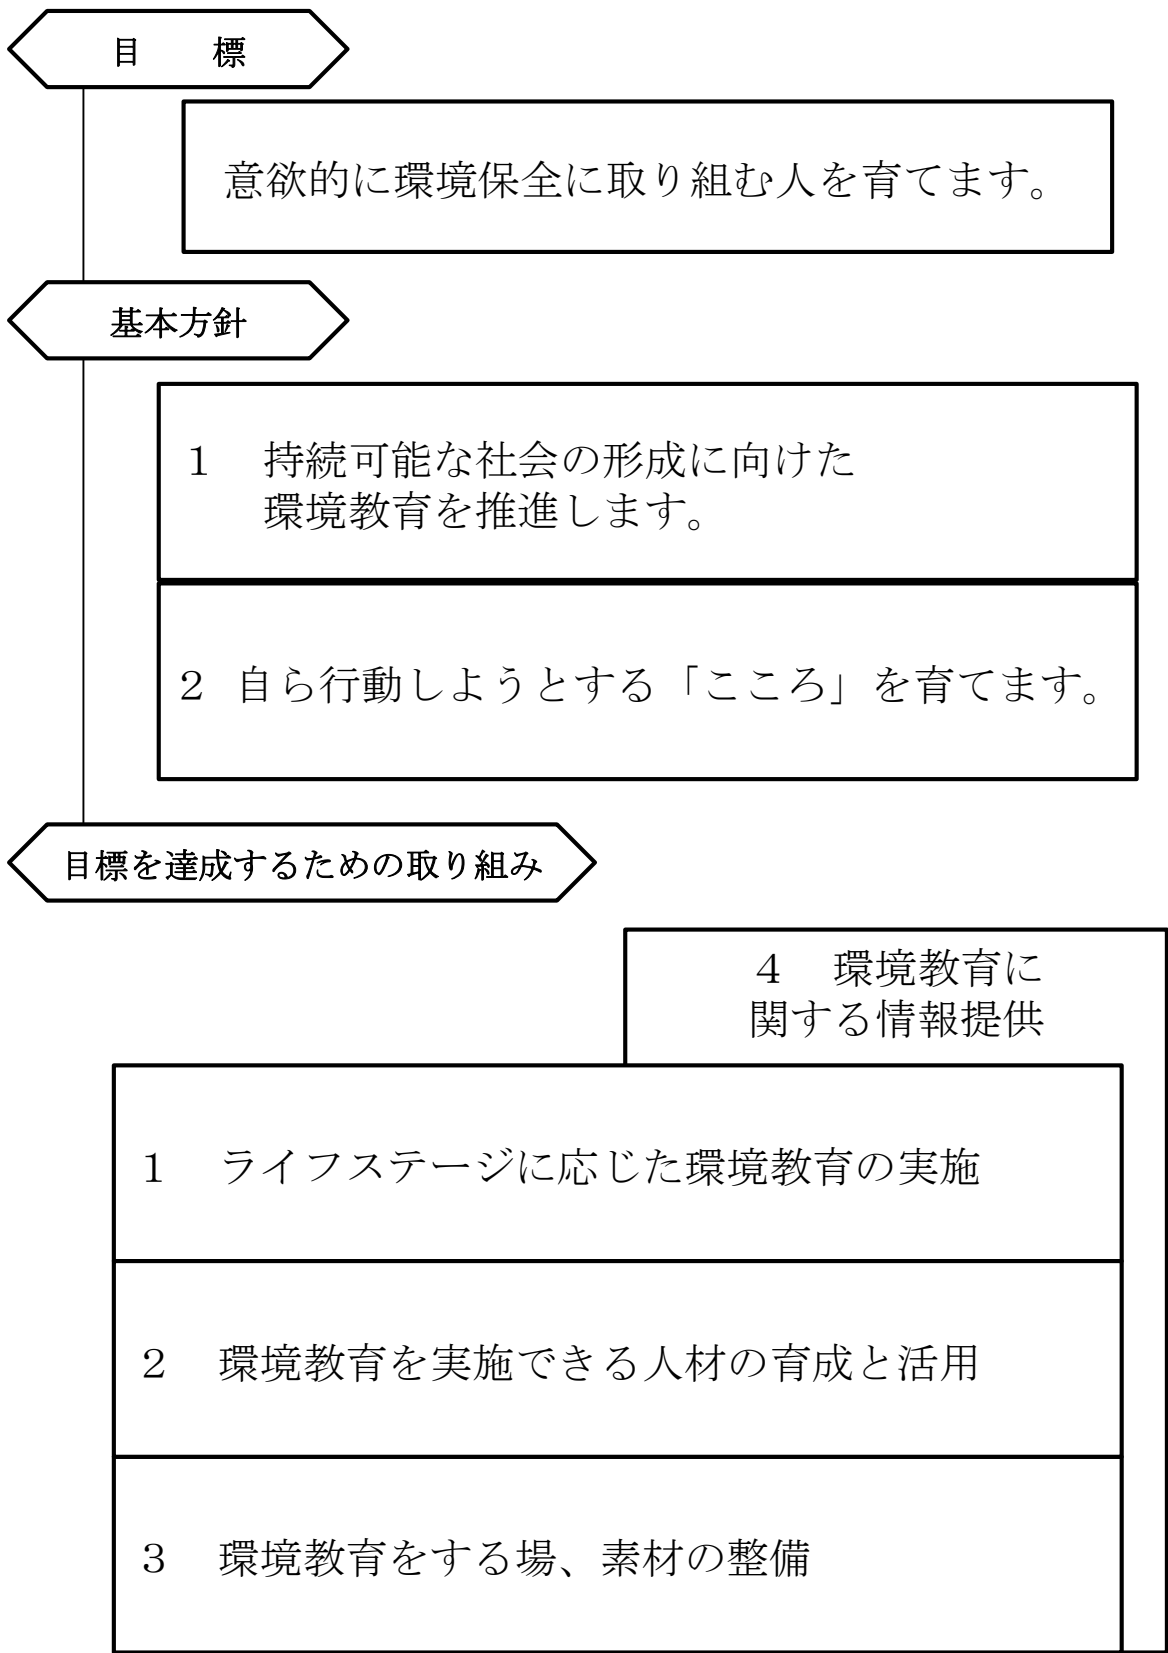 目　　標
意欲的に環境保全に取り組む人を育てます。
基本方針
１　持続可能な社会の形成に向けた
環境教育を推進します。
２ 自ら行動しようとする「こころ」を育てます。
目標を達成するための取り組み
４　環境教育に
関する情報提供
１　ライフステージに応じた環境教育の実施
２　環境教育を実施できる人材の育成と活用
３　環境教育をする場、素材の整備